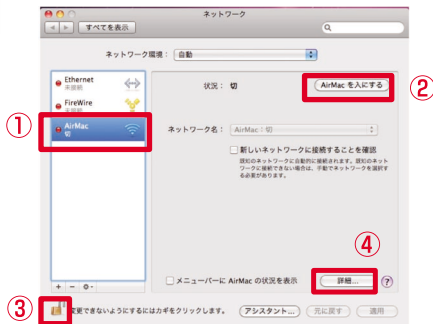 ネットワーク
すべてを表示
ネットワーク環境： 自動
Ethernet
未接続
FireWire
未接続
AirMac
切
状況： 切
AirMac を入にする
ネットワーク名： AirMac：切
新しいネットワークに接続することを確認
既知のネットワークに自動的に接続されます。既知のネット
ワークに接続できない場合は、手動でネットワークを選択す
る必要があります。
メニューバーに AirMac の状況を表示
詳細...
?
変更できないようにするにはカギをクリックします。
アシスタント...
元に戻す
適用
①
②
③
④